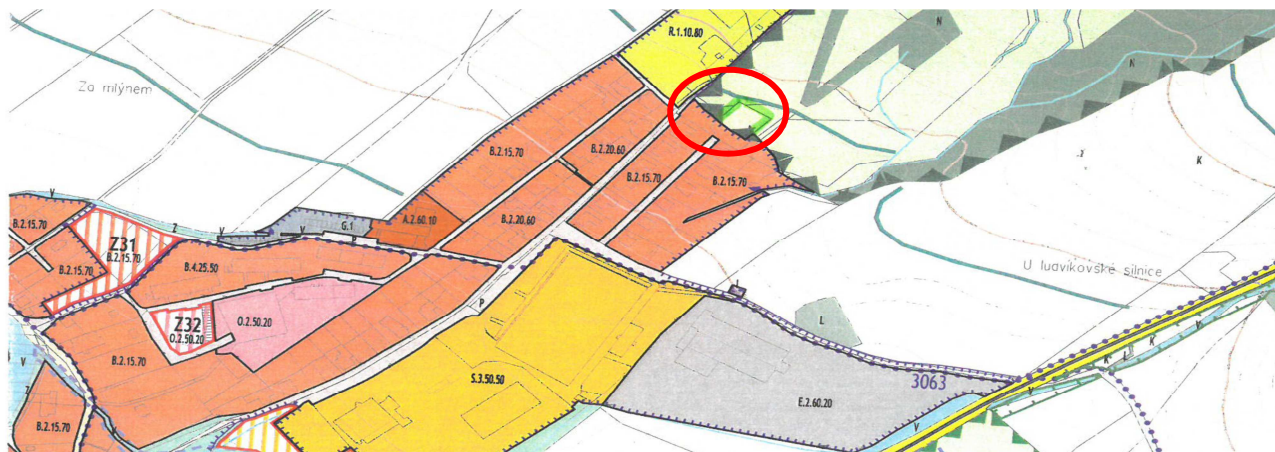 R.1.10.80
N
N
Za mlýnem
B.2.15.70
B.2.20.60
B.2.15.70
B.2.15.70
K
B.2.20.60
A.2.60.10
G.1
V
V
V
Z
P
B.2.15.70
Z31
B.2.15.70
B.2.15.70
B.4.25.50
U ludvíkovské silnice
P
Z32
O.2.50.20
O.2.50.20
L
V
B.2.15.70
S.3.50.50
3063
E.2.60.20
K
V
K
L
V
Z
B.2.15.70
V